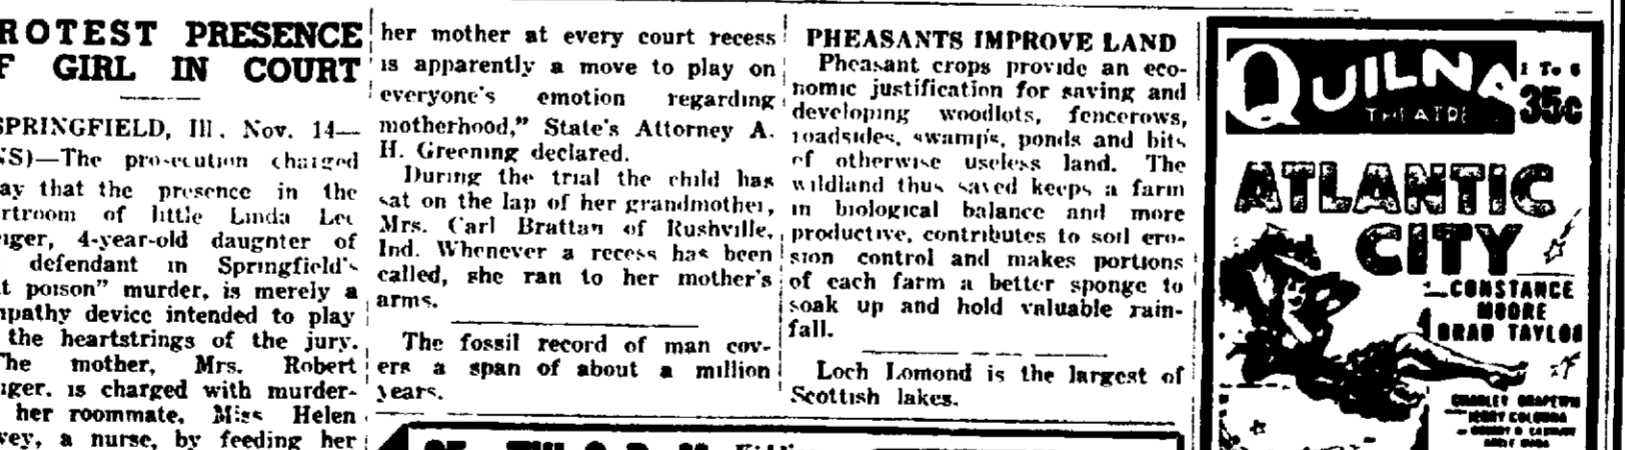 ROTEST PRESENCE
F GIRL IN COURT
SPRINGFIELD, Ill. Nov. 14—
NS)—The prosecution charged
ay that the presence in the
rtroom of little Linda Lee
iger, 4-year-old daugnter of
defendant in Springfield's
t poison" murder, is merely a
npathy device intended to play
the heartstrings of the jury.
The mother, Mrs. Robert
iger. is charged with murder-
her roommate, Miss Helen
vey, a nurse, by feeding her
her mother at every court recess
is apparently a move to play on
everyone's emotion regarding
motherhood," State's Attorney A.
H. Greening declared.
During the trial the child has
sat on the lap of her grandmother,
Mrs. Carl Brattan of Rushville,
Ind. Whenever a recess has been
called, she ran to her mother's
arms.
The fossil record of man cov-
ers a span of about a million
years.
PHEASANTS IMPROVE LAND
Pheasant crops provide an eco-
nomic justification for saving and
developing woodlots, fencerows,
roadsides, swamps, ponds and bits
of otherwise useless land. The
wildland thus saved keeps a farm
in biological balance and more
productive, contributes to soil ero-
sion control and makes portions
of each farm a better sponge to
soak up and hold valuable rain-
fall.
Loch Lomond is the largest of
Scottish lakes.
QUILNA
THEATRE
1 To 6
35c
ATLANTIC
CITY
CONSTANCE
MOORE
BRAD TAYLOR
CHARLEY GRAPEWIN
JERRY COLONNA